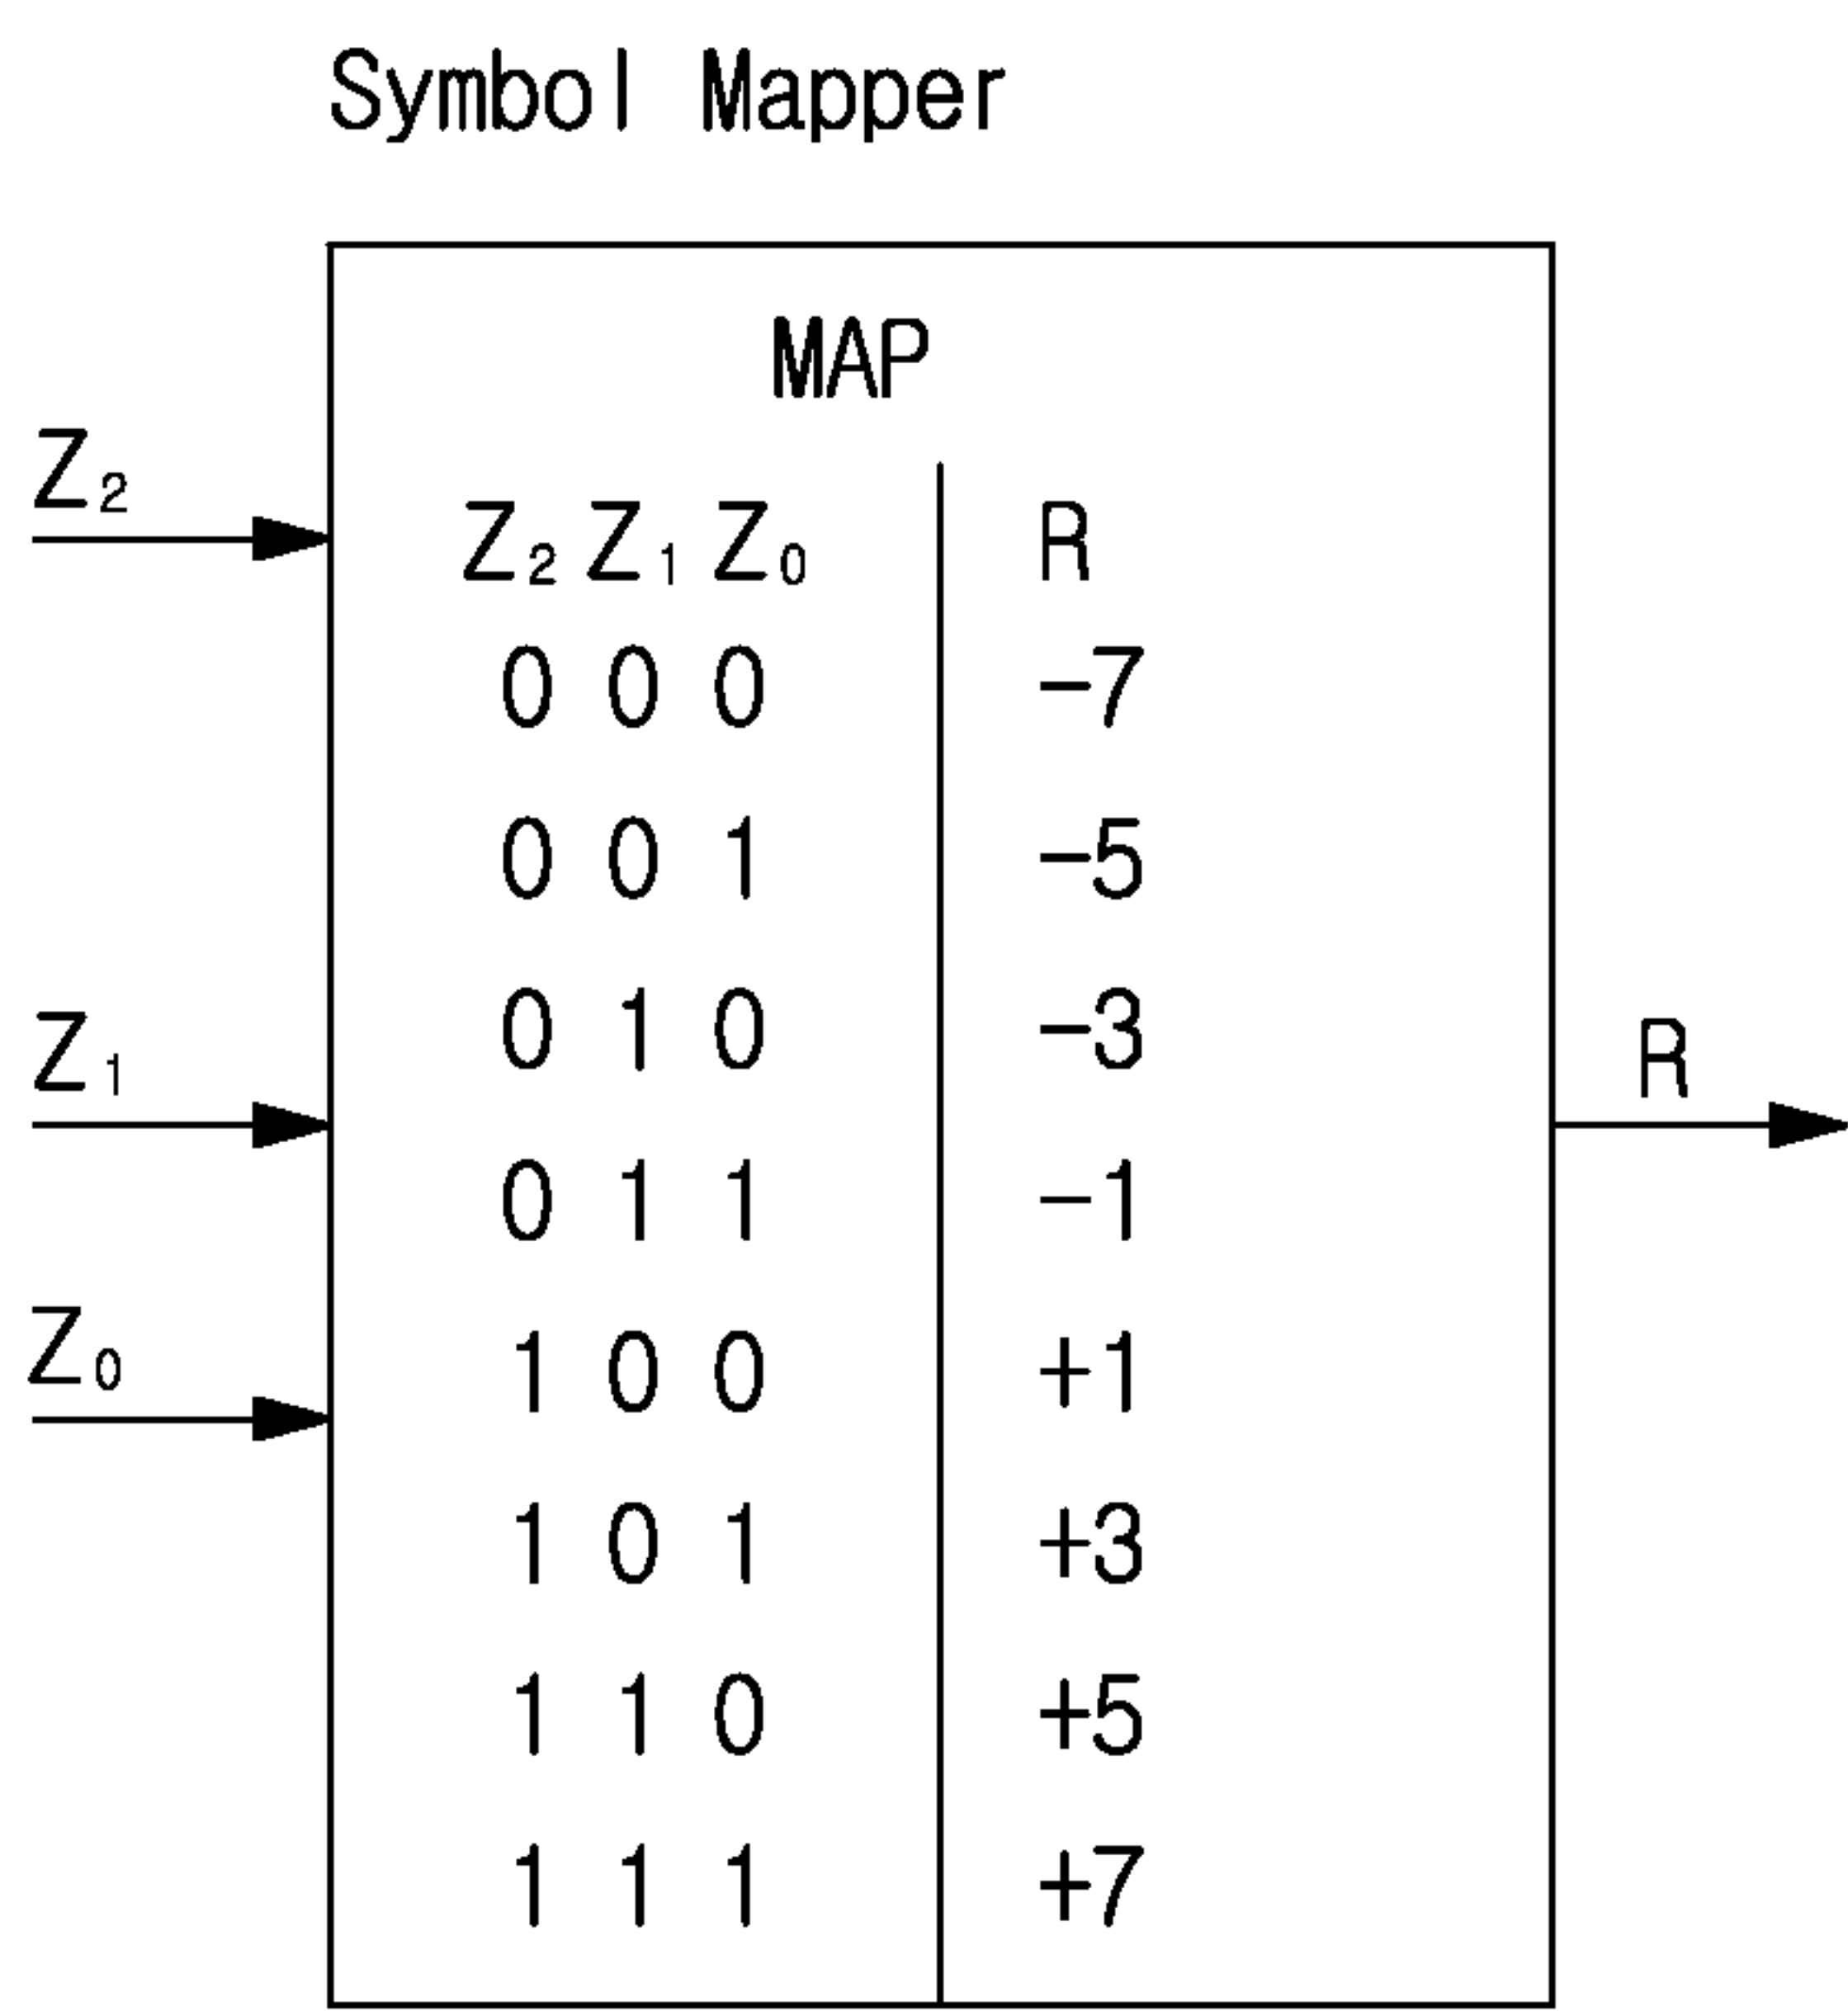 Symbol Mapper
MAP
Z2
Z2 Z1 Z0 R
0 0 0 -7
0 0 1 -5
0 1 0 -3
Z1
R
0 1 1 -1
Z0
1 0 0 +1
1 0 1 +3
1 1 0 +5
1 1 1 +7